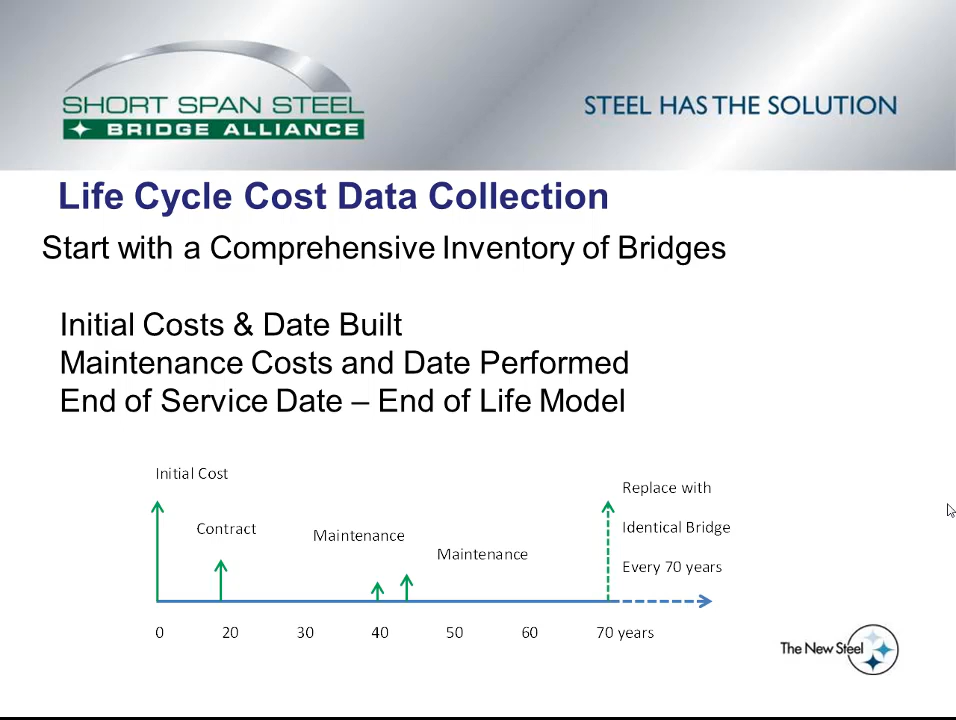 SHORT SPAN STEEL
BRIDGE ALLIANCE
STEEL HAS THE SOLUTION
Life Cycle Cost Data Collection
Start with a Comprehensive Inventory of Bridges
Initial Costs & Date Built
Maintenance Costs and Date Performed
End of Service Date – End of Life Model
Initial Cost
Contract
Maintenance
Maintenance
Replace with
Identical Bridge
Every 70 years
0 20 30 40 50 60 70 years
The New Steel